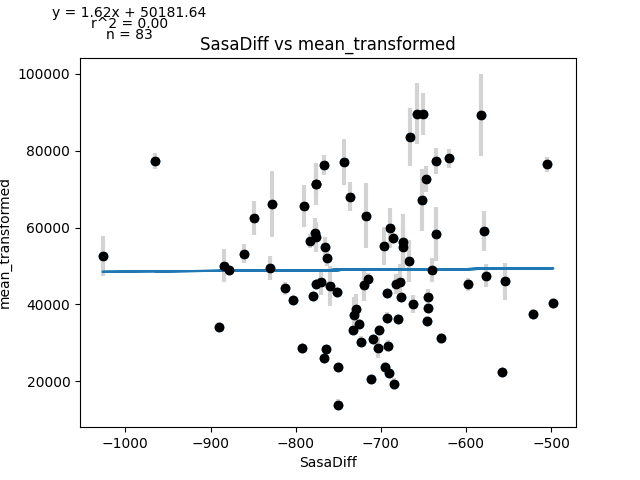 y = 1.62x + 50181.64
r^2 = 0.00
n = 83
SasaDiff vs mean_transformed
100000
80000
60000
40000
20000
mean_transformed
−1000
−900
−800
−700
−600
−500
SasaDiff